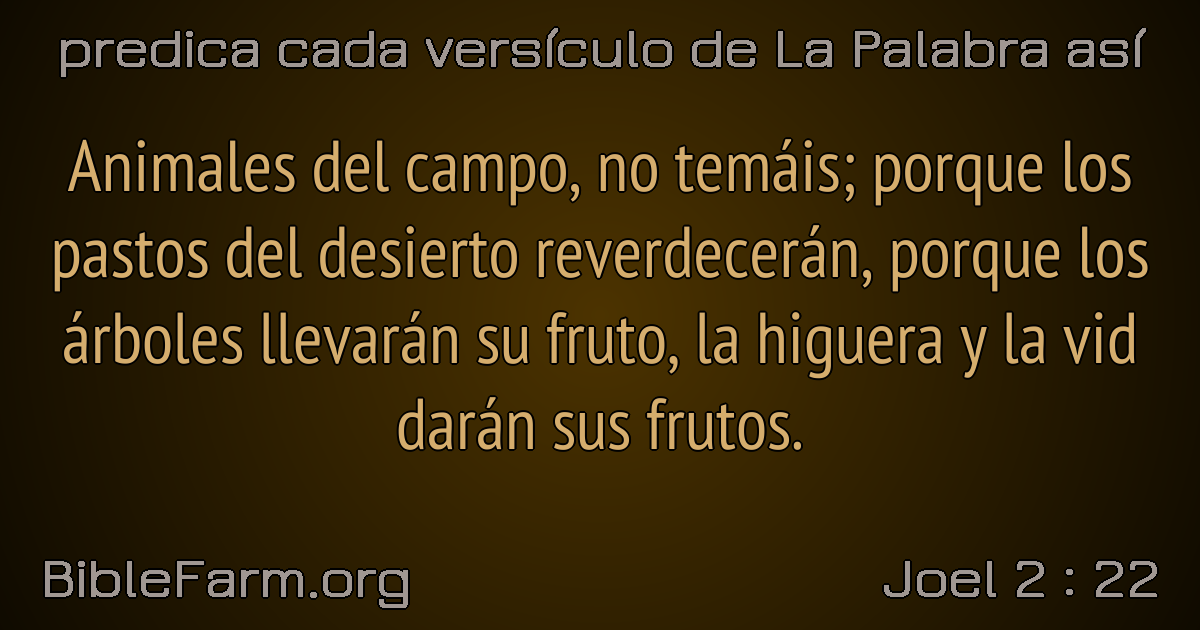 predica cada versículo de La Palabra así
Animales del campo, no temáis; porque los
pastos del desierto reverdecerán, porque los
árboles llevarán su fruto, la higuera y la vid
darán sus frutos.
BibleFarm.org
Joel 2 : 22